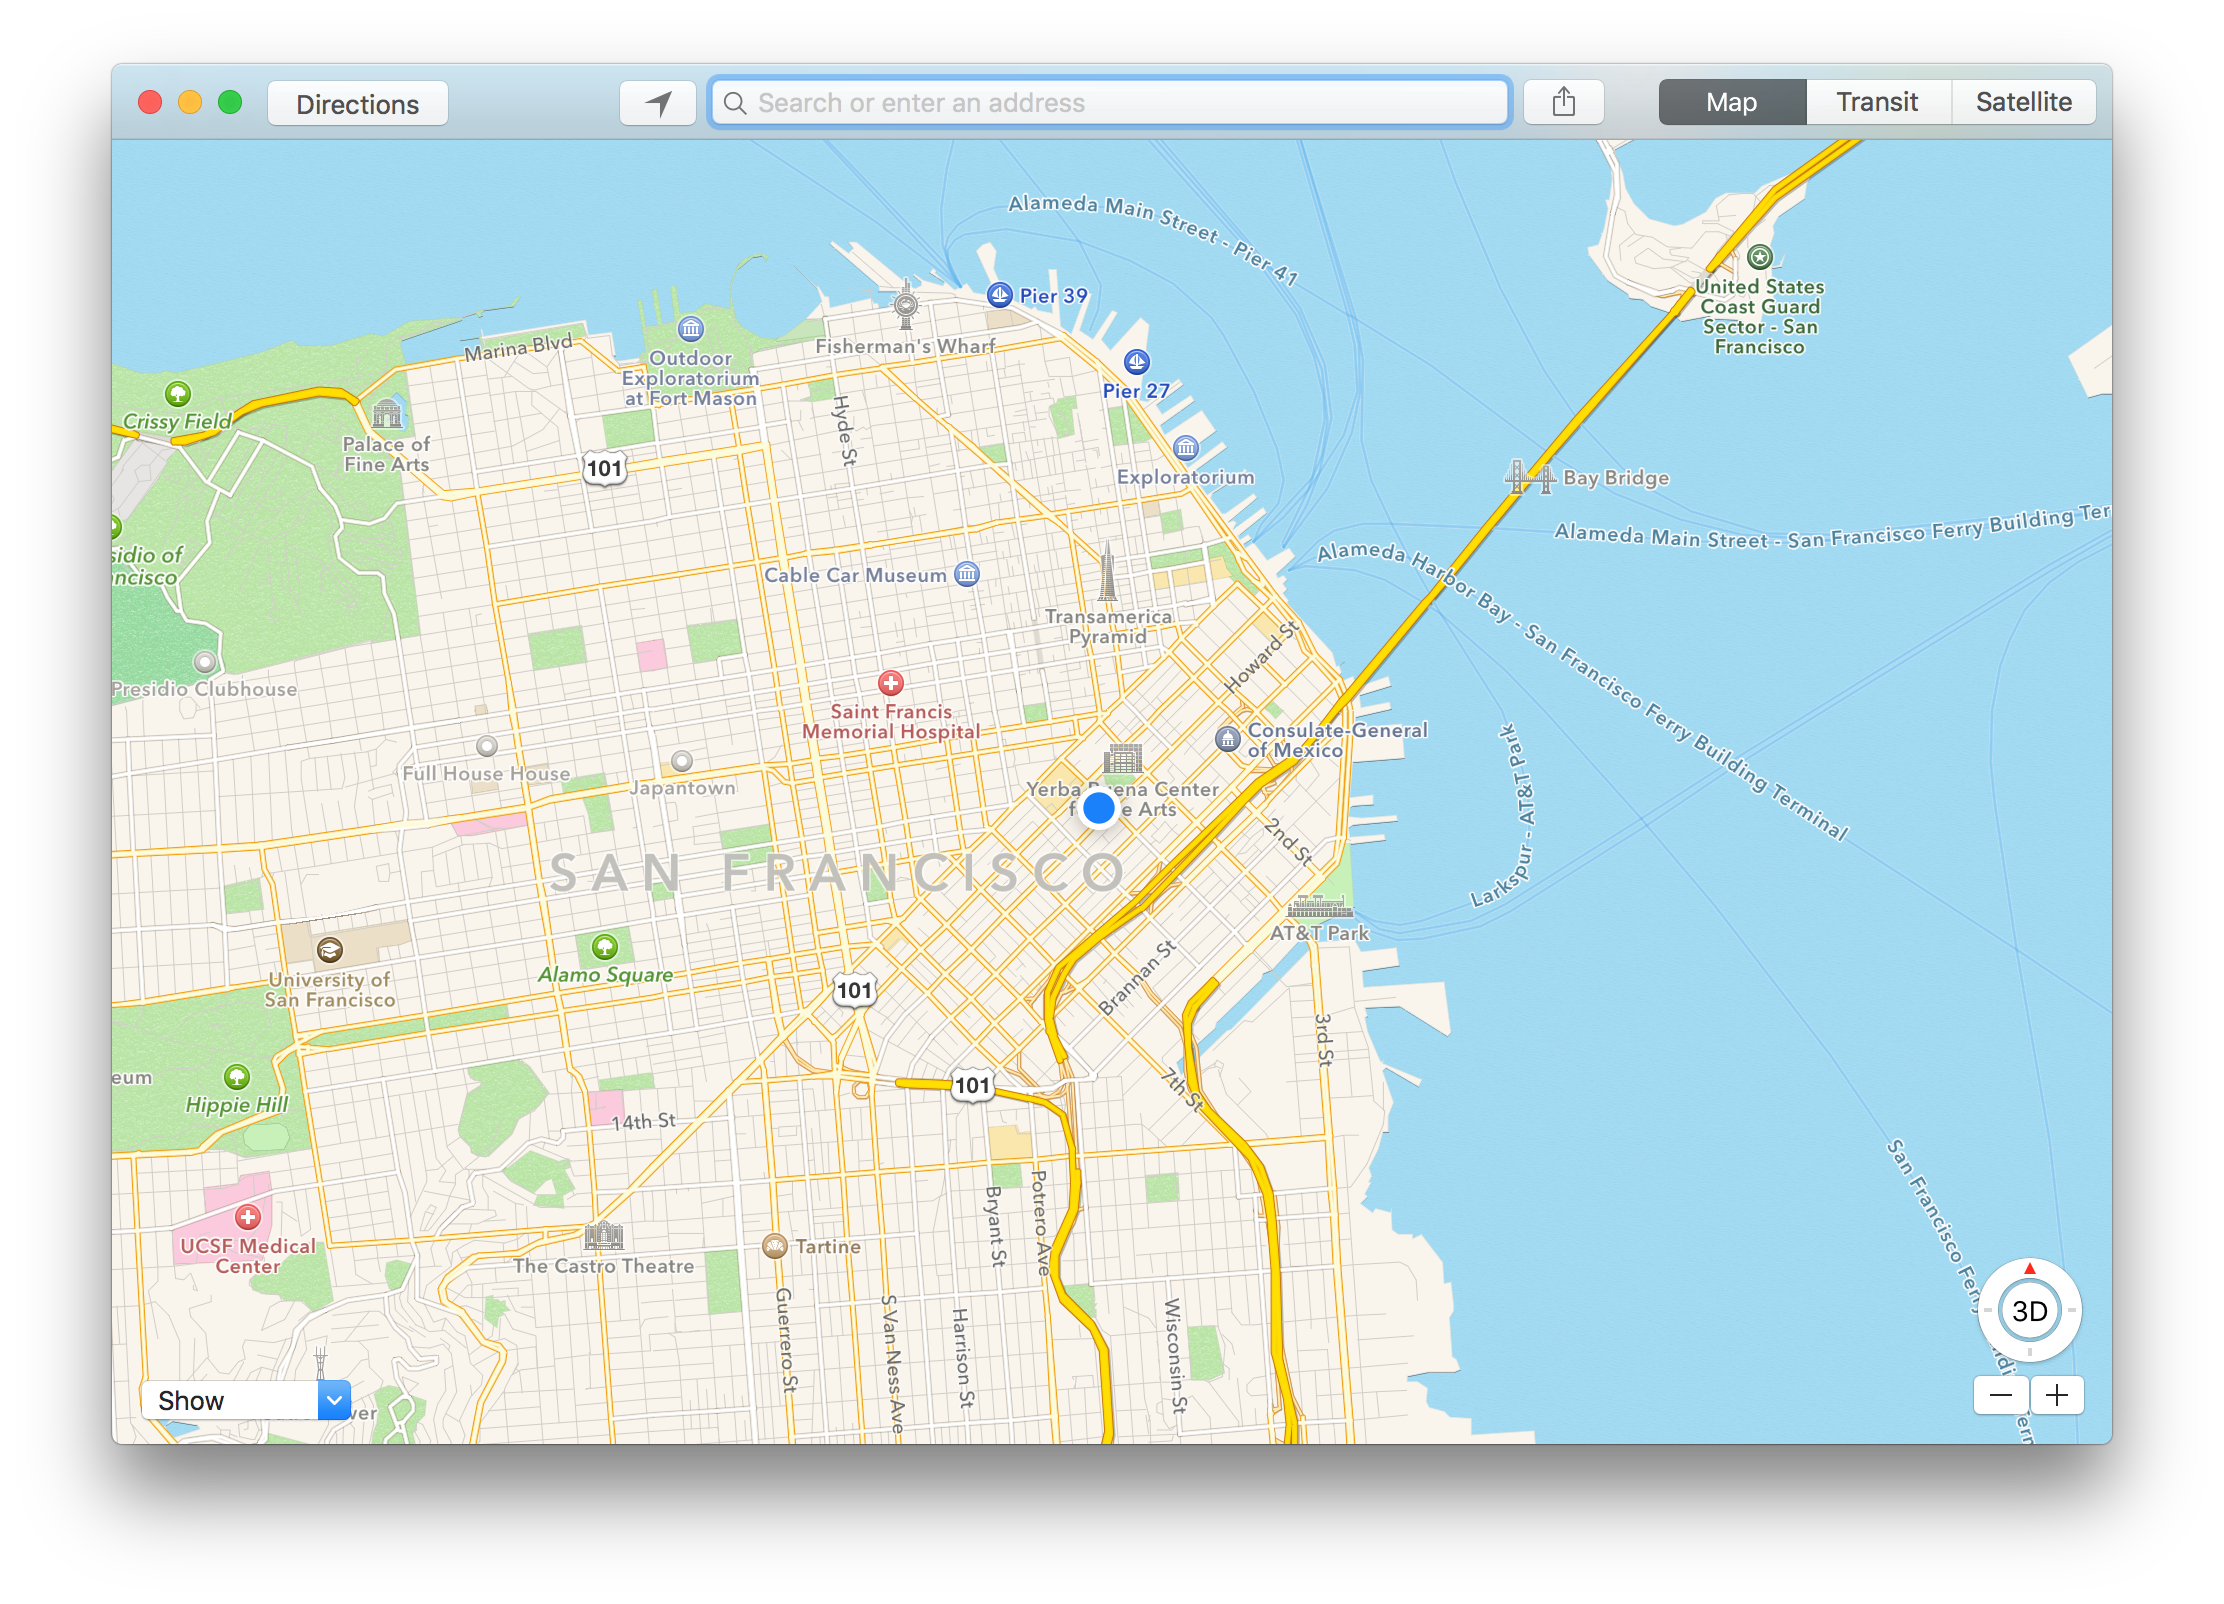 Directions
Search or enter an address
Map
Transit
Satellite
Alameda Main Street - Pier 41
Pier 39
United States
Coast Guard
Sector - San
Francisco
Marina Blvd
Fisherman's Wharf
Outdoor
Exploratorium
at Fort Mason
Pier 27
Crissy Field
Hyde St
Palace of
Fine Arts
101
Exploratorium
Bay Bridge
Alameda Main Street - San Francisco Ferry Building Ter
sidio of
ncisco
Alameda Harbor Bay - San Francisco Ferry Building Terminal
Cable Car Museum
Transamerica
Pyramid
Howard St
Presidio Clubhouse
Saint Francis
Memorial Hospital
Consulate-General
of Mexico
Larkspur - AT&T Park
Full House House
Japantown
Yerba Buena Center
f e Arts
2nd St
SAN FRANCISCO
AT&T Park
University of
San Francisco
Alamo Square
101
Brannan St
3rd St
eum
101
7th St
Hippie Hill
14th St
San Francisco Ferry
ndi
Tern
Potrero Ave
Bryant St
UCSF Medical
Center
The Castro Theatre
Tartine
Guerrero St
S Van Ness Ave
Harrison St
Wisconsin St
3D
Show
ver